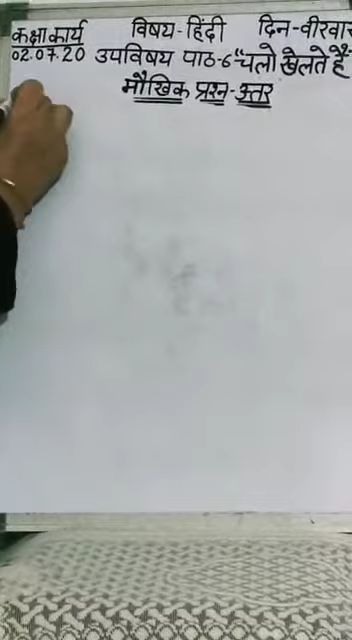 कक्षा कार्य विषय-हिंदी दिन-वीरवार
02.07.20 उपविषय पाठ-6 "चलो खेलते हैं
मौखिक प्रश्न-उत्तर